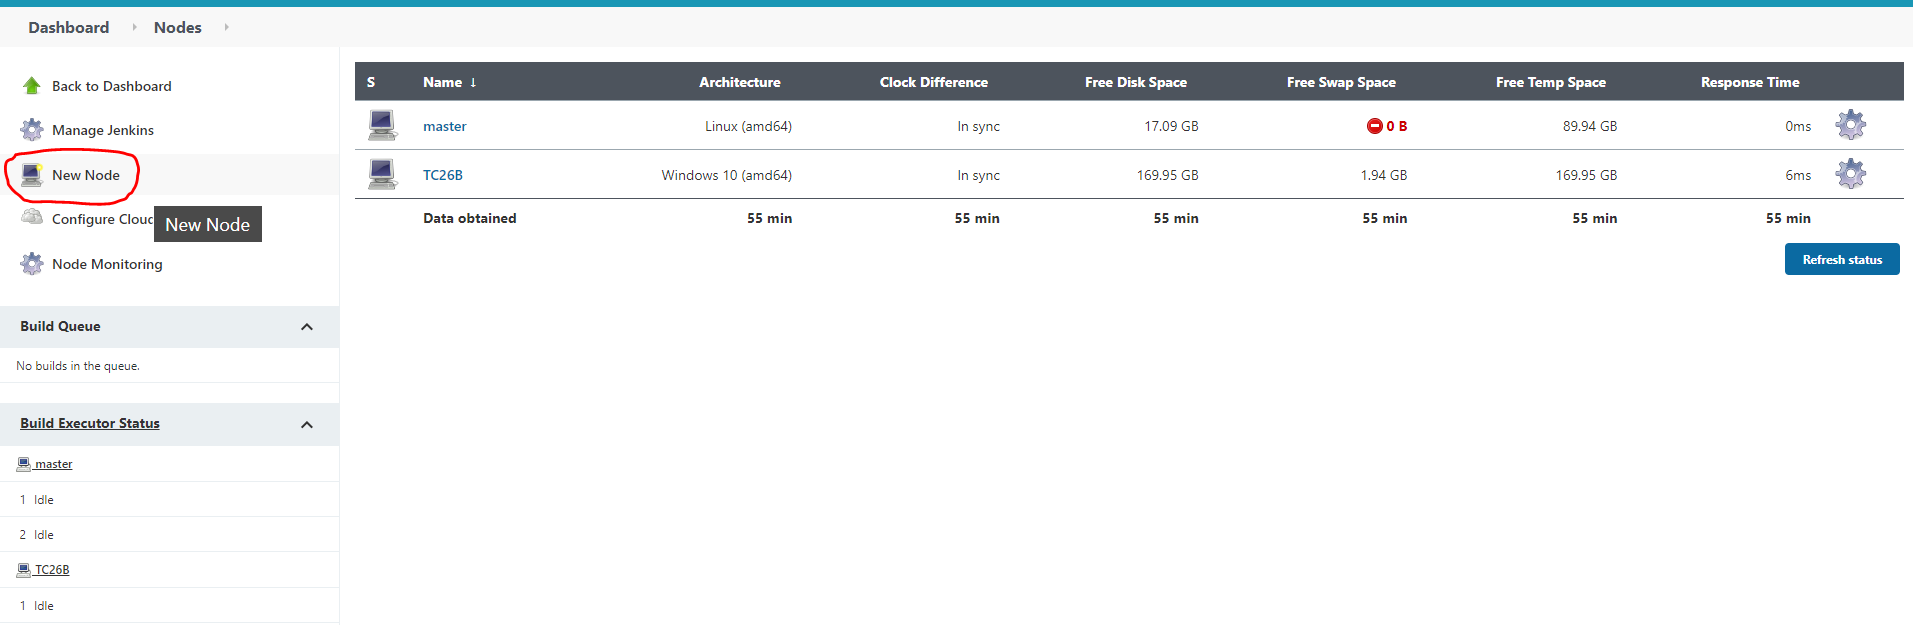 Dashboard Nodes
Back to Dashboard
Manage Jenkins
New Node
Configure Clouc
New Node
Node Monitoring
Build Queue
No builds in the queue.
Build Executor Status
master
1 Idle
2 Idle
TC26B
1 Idle
S Name ↓ Architecture Clock Difference Free Disk Space Free Swap Space Free Temp Space Response Time
master Linux (amd64) In sync 17.09 GB 0 B 89.94 GB 0ms
TC26B Windows 10 (amd64) In sync 169.95 GB 1.94 GB 169.95 GB 6ms
Data obtained 55 min 55 min 55 min 55 min 55 min 55 min
Refresh status